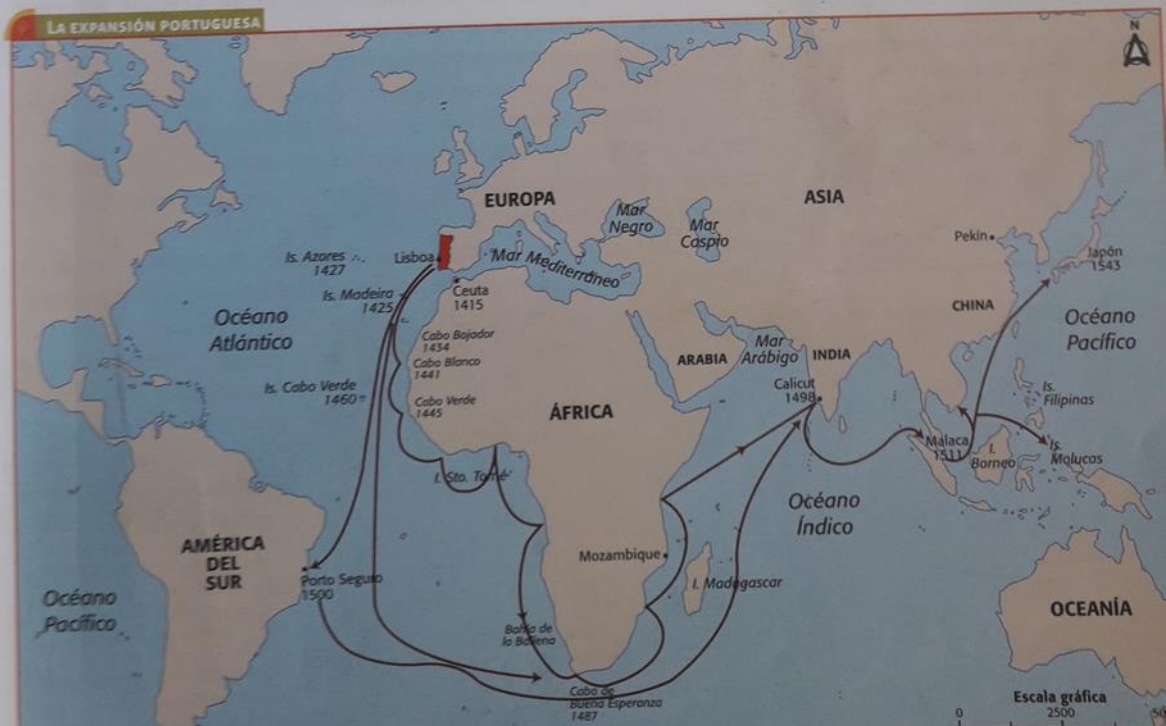 LA EXPANSIÓN PORTUGUESA
N
EUROPA
ASIA
Mar
Negro
Mar
Caspio
Is. Azores
1427
Lisboa
Mar Mediterráneo
Pekín
Japón
1543
Is. Madeira
1425
Ceuta
1415
CHINA
Océano
Atlántico
Océano
Pacífico
Cabo Bojador
1434
Cabo Blanco
1441
Mar
Arábigo
ARABIA
INDIA
Is. Cabo Verde
1460
Cabo Verde
1445
Calicut
1498
Is.
Filipinas
ÁFRICA
Malaca
1511
I.
Borneo
Is.
Molucas
I. Sto. Tomé
Océano
Índico
AMÉRICA
DEL
SUR
Mozambique
Porto Seguro
1500
I. Madagascar
Océano
Pacífico
OCEANÍA
Bahía de
la Ballena
Cabo de
Buena Esperanza
1487
Escala gráfica
0 2500